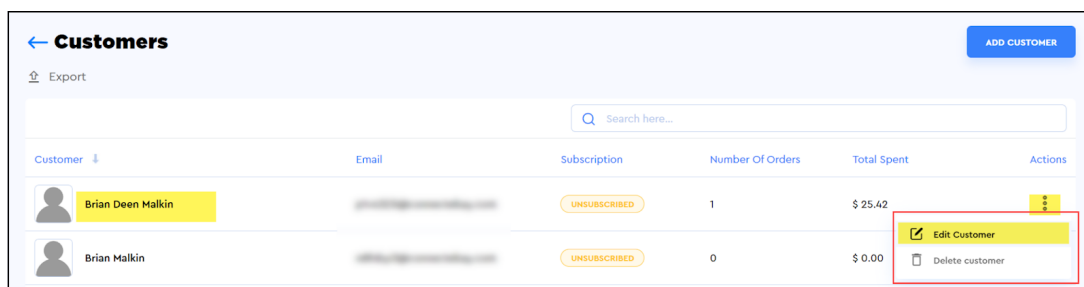 Customers
ADD CUSTOMER
Export
Search here...
Customer Email Subscription Number Of Orders Total Spent Actions
Brian Deen Malkin UNSUBSCRIBED 1 $ 25.42
Edit Customer
Brian Malkin UNSUBSCRIBED 0 $ 0.00
Delete customer